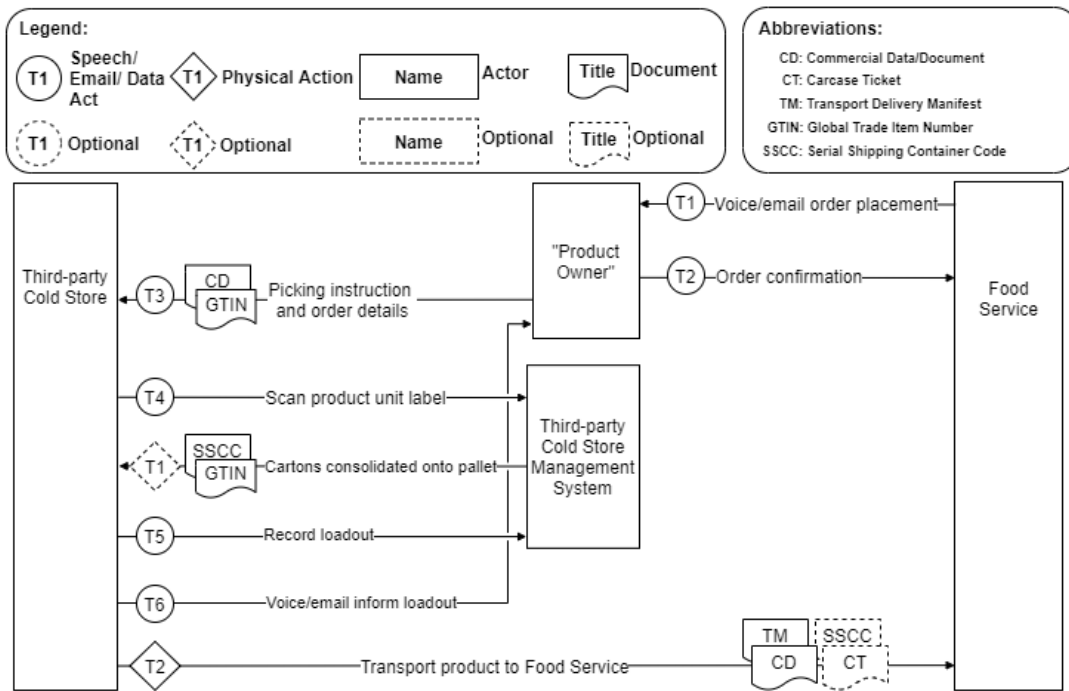 Legend:
T1
Speech/
Email/ Data
Act
T1
Physical Action
Name
Actor
Title
Document
T1
Optional
T1
Optional
Name
Optional
Title
Optional
Abbreviations:
CD: Commercial Data/Document
CT: Carcase Ticket
TM: Transport Delivery Manifest
GTIN: Global Trade Item Number
SSCC: Serial Shipping Container Code
Third-party
Cold Store
"Product
Owner"
Food
Service
T1
Voice/email order placement
T2
Order confirmation
T3
CD
GTIN
Picking instruction
and order details
T4
Scan product unit label
Third-party
Cold Store
Management
System
T1
SSCC
GTIN
Cartons consolidated onto pallet
T5
Record loadout
T6
Voice/email inform loadout
T2
Transport product to Food Service
TM
CD
SSCC
CT